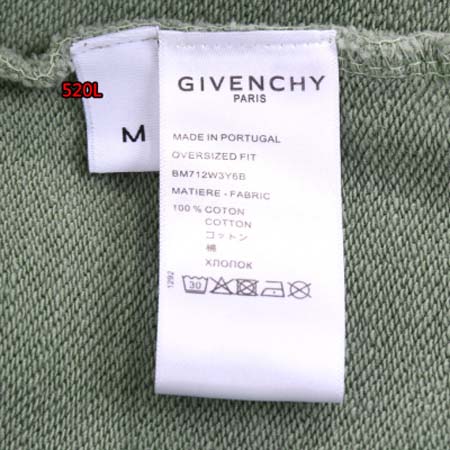 520L
M
GIVENCHY
PARIS
MADE IN PORTUGAL
OVERSIZED FIT
BM712W3Y6B
MATIERE - FABRIC
100 % COTON
COTTON
コットン
棉
ХЛОПОК
1292
30